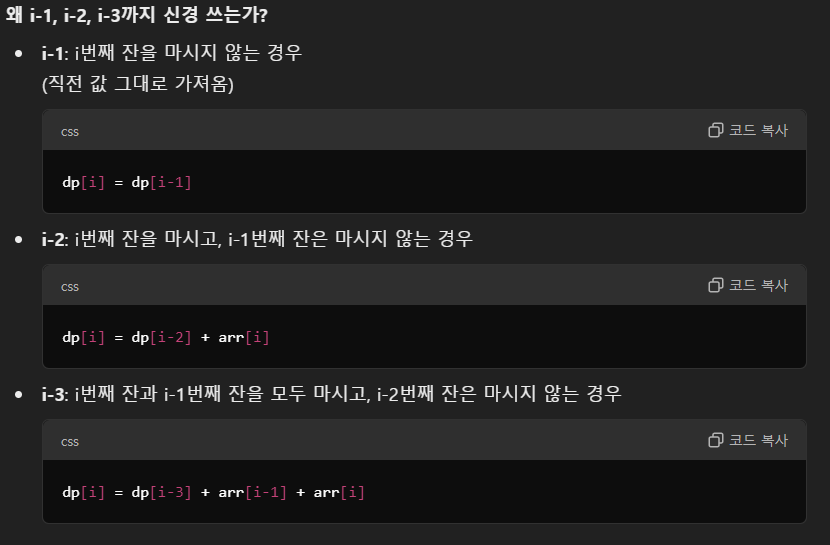 왜 i-1, i-2, i-3까지 신경 쓰는가?
• i-1: i번째 잔을 마시지 않는 경우
(직전 값 그대로 가져옴)
css 코드 복사
dp[i] = dp[i-1]
• i-2: i번째 잔을 마시고, i-1번째 잔은 마시지 않는 경우
css 코드 복사
dp[i] = dp[i-2] + arr[i]
• i-3: i번째 잔과 i-1번째 잔을 모두 마시고, i-2번째 잔은 마시지 않는 경우
css 코드 복사
dp[i] = dp[i-3] + arr[i-1] + arr[i]